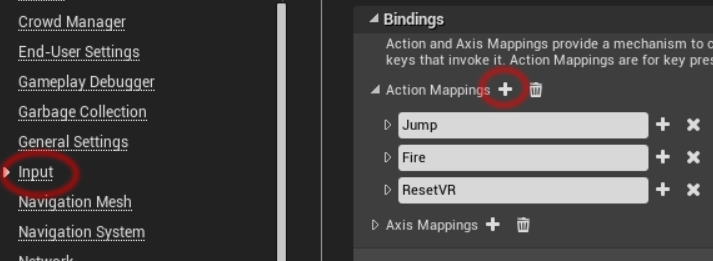 Crowd Manager
End-User Settings
Gameplay Debugger
Garbage Collection
General Settings
Input
Navigation Mesh
Navigation System
Network
Bindings
Action and Axis Mappings provide a mechanism to
keys that invoke it. Action Mappings are for key
Action Mappings
Jump
Fire
ResetVR
Axis Mappings